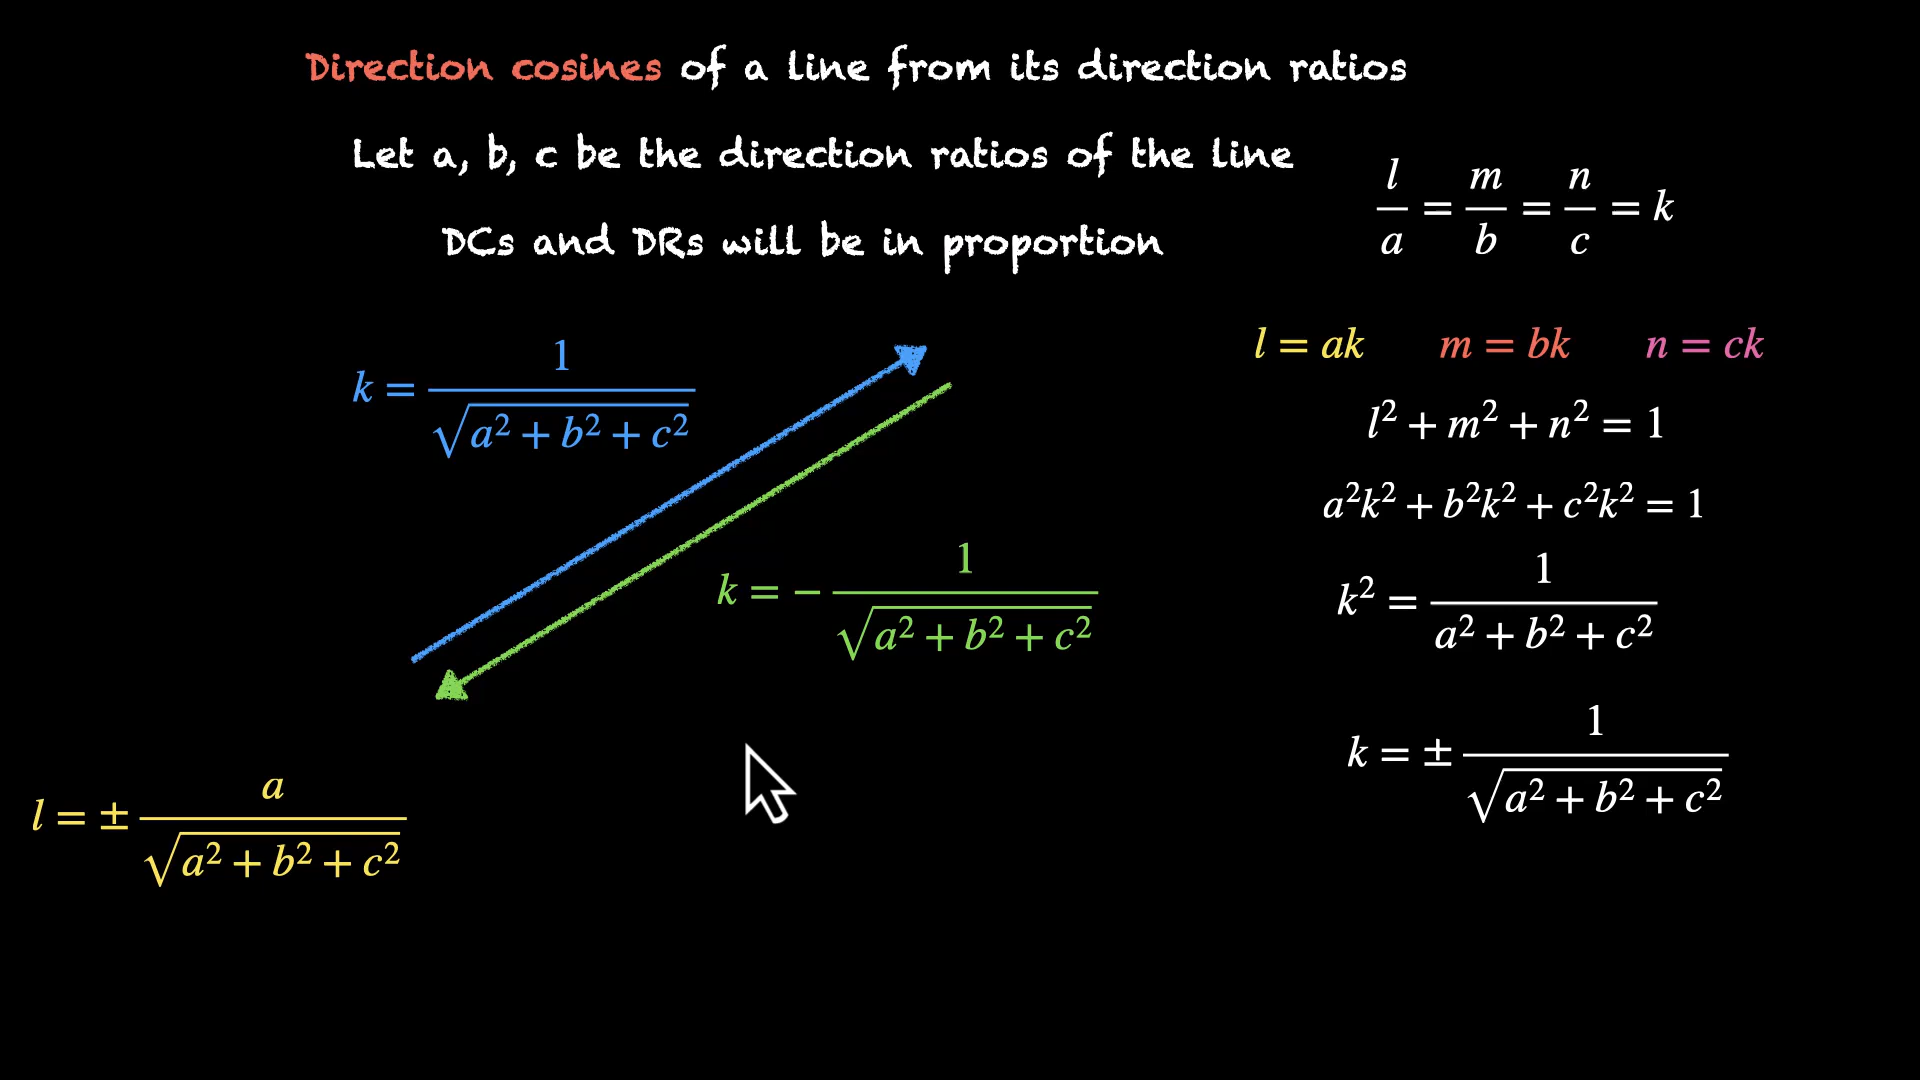 Direction cosines of a line from its direction ratios
Let a, b, c be the direction ratios of the line
DCs and DRs will be in proportion
l/a = m/b = n/c = k
l = ak m = bk n = ck
l² + m² + n² = 1
a²k² + b²k² + c²k² = 1
k² = 1/(a² + b² + c²)
k = ± 1/√(a² + b² + c²)
k = 1/√(a² + b² + c²)
k = − 1/√(a² + b² + c²)
l = ± a/√(a² + b² + c²)